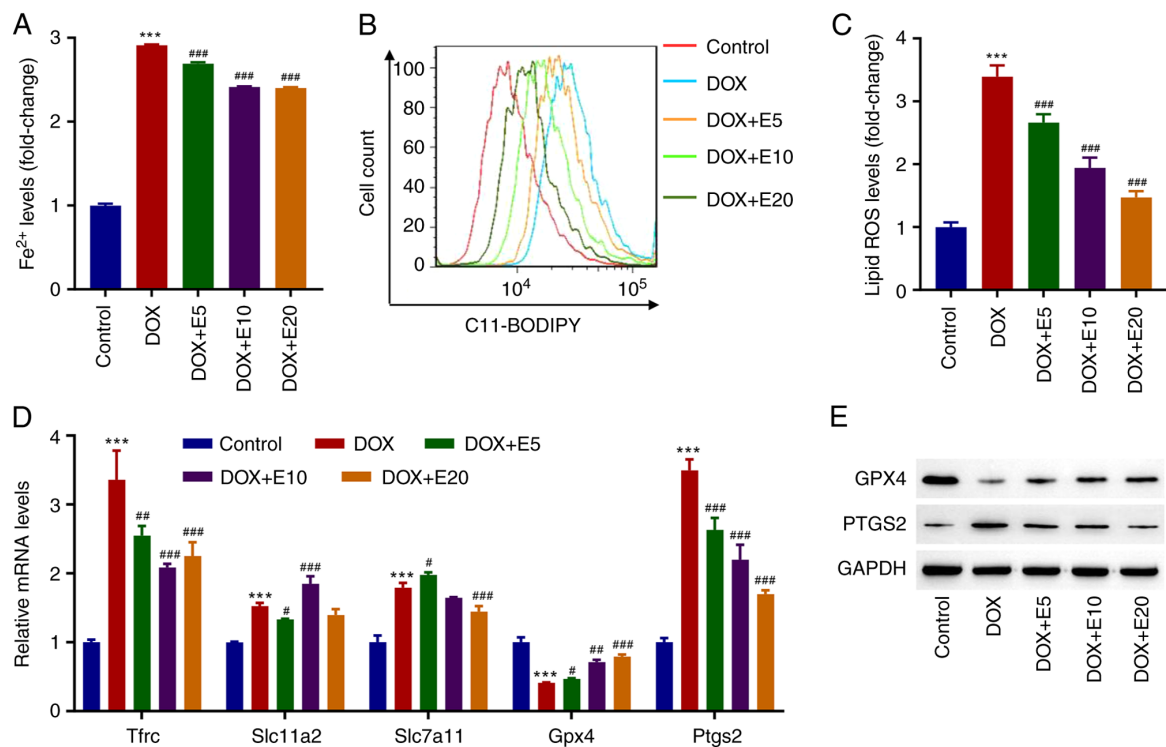 A
Fe2+ levels (fold-change)
3
2
1
0
***
###
###
###
Control
DOX
DOX+E5
DOX+E10
DOX+E20
B
Cell count
100
80
60
40
20
0
10^4
10^5
C11-BODIPY
Control
DOX
DOX+E5
DOX+E10
DOX+E20
C
Lipid ROS levels (fold-change)
4
3
2
1
0
***
###
###
###
Control
DOX
DOX+E5
DOX+E10
DOX+E20
D
Relative mRNA levels
4
3
2
1
0
Control DOX DOX+E5
DOX+E10 DOX+E20
*** ## ### ###
*** # ###
*** # ###
*** # ## ###
*** ### ### ###
Tfrc Slc11a2 Slc7a11 Gpx4 Ptgs2
E
GPX4
PTGS2
GAPDH
Control
DOX
DOX+E5
DOX+E10
DOX+E20